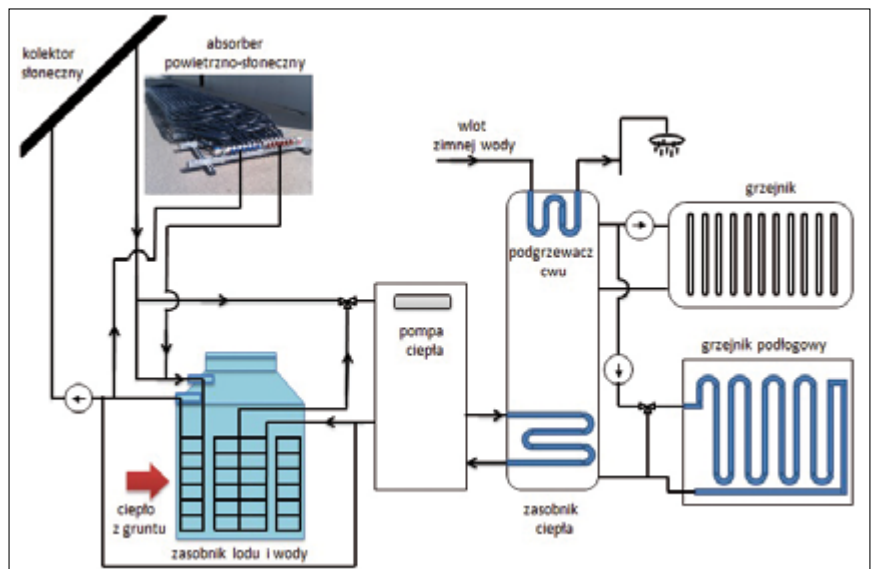 kolektor
słoneczny
absorber
powietrzno-słoneczny
wlot
zimnej wody
grzejnik
podgrzewacz
cwu
pompa
ciepła
grzejnik podłogowy
ciepło
z gruntu
zasobnik lodu i wody
zasobnik
ciepła